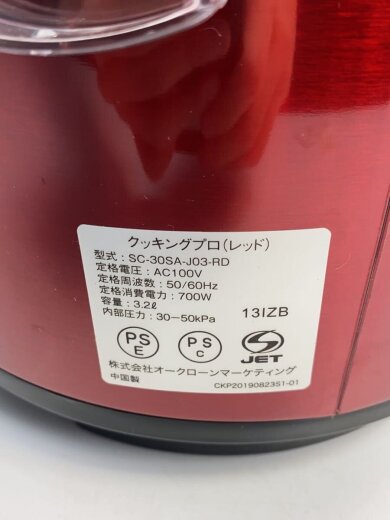 クッキングプロ(レッド)
型式:SC-30SA-J03-RD
定格電圧:AC100V
定格周波数:50/60Hz
定格消費電力:700W
容量:3.2ℓ
内部圧力:30−50kPa
13IZB
PS E
PS C
S JET
株式会社オークローンマーケティング
中国製
CKP20190823S1-01